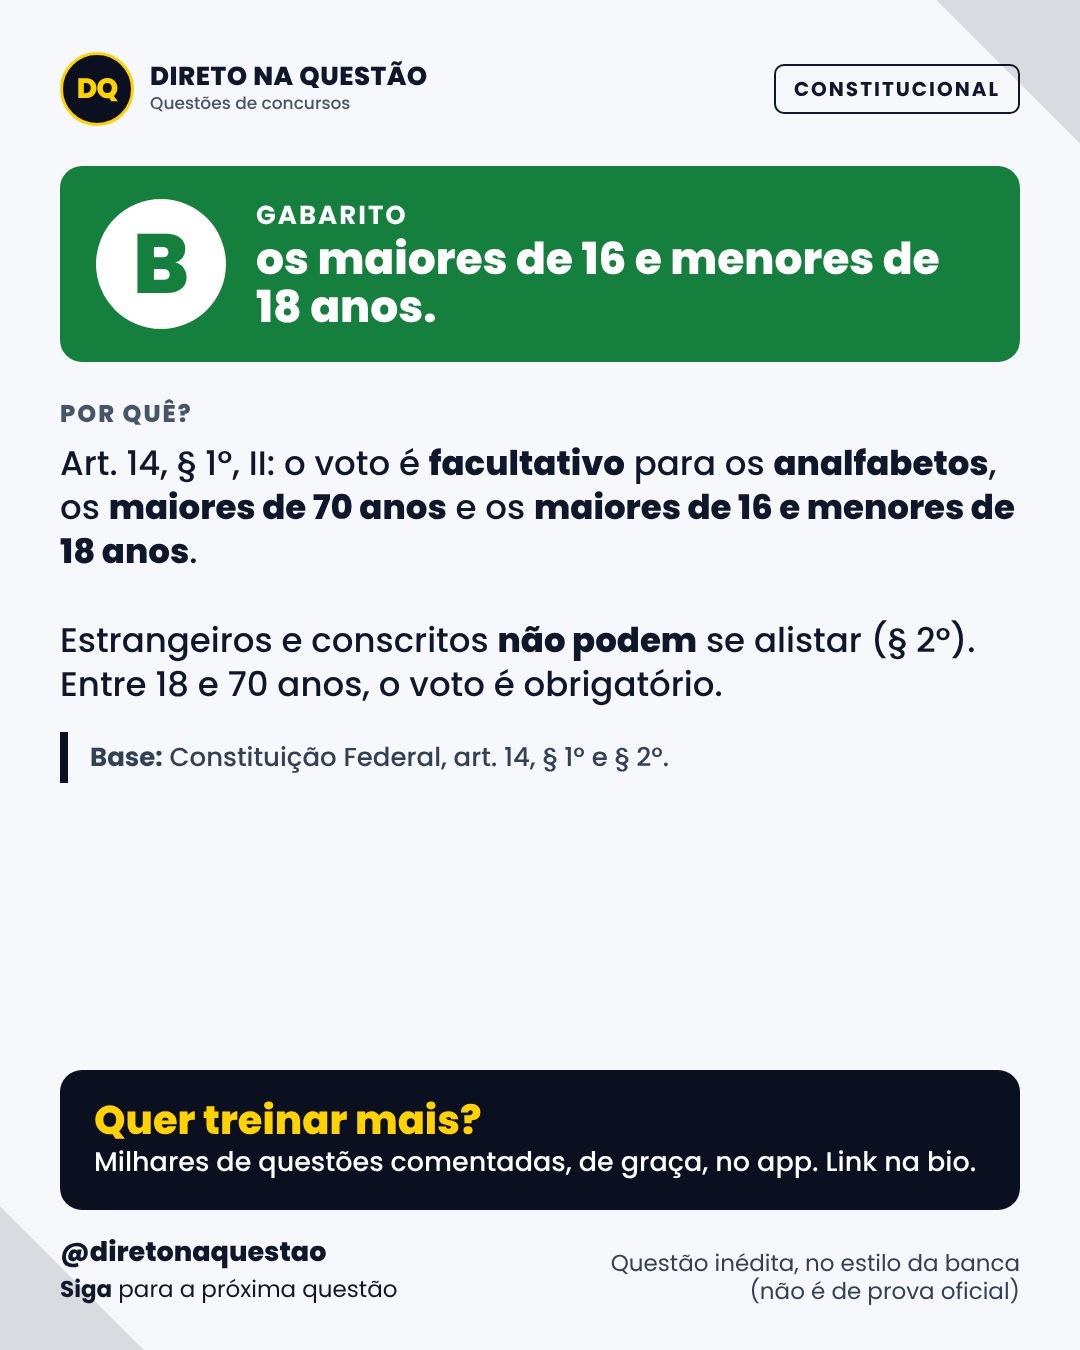 DQ
DIRETO NA QUESTÃO
Questões de concursos
CONSTITUCIONAL
B
GABARITO
os maiores de 16 e menores de
18 anos.
POR QUÊ?
Art. 14, § 1º, II: o voto é facultativo para os analfabetos,
os maiores de 70 anos e os maiores de 16 e menores de
18 anos.
Estrangeiros e conscritos não podem se alistar (§ 2º).
Entre 18 e 70 anos, o voto é obrigatório.
Base: Constituição Federal, art. 14, § 1º e § 2º.
Quer treinar mais?
Milhares de questões comentadas, de graça, no app. Link na bio.
@diretonaquestao
Siga para a próxima questão
Questão inédita, no estilo da banca
(não é de prova oficial)